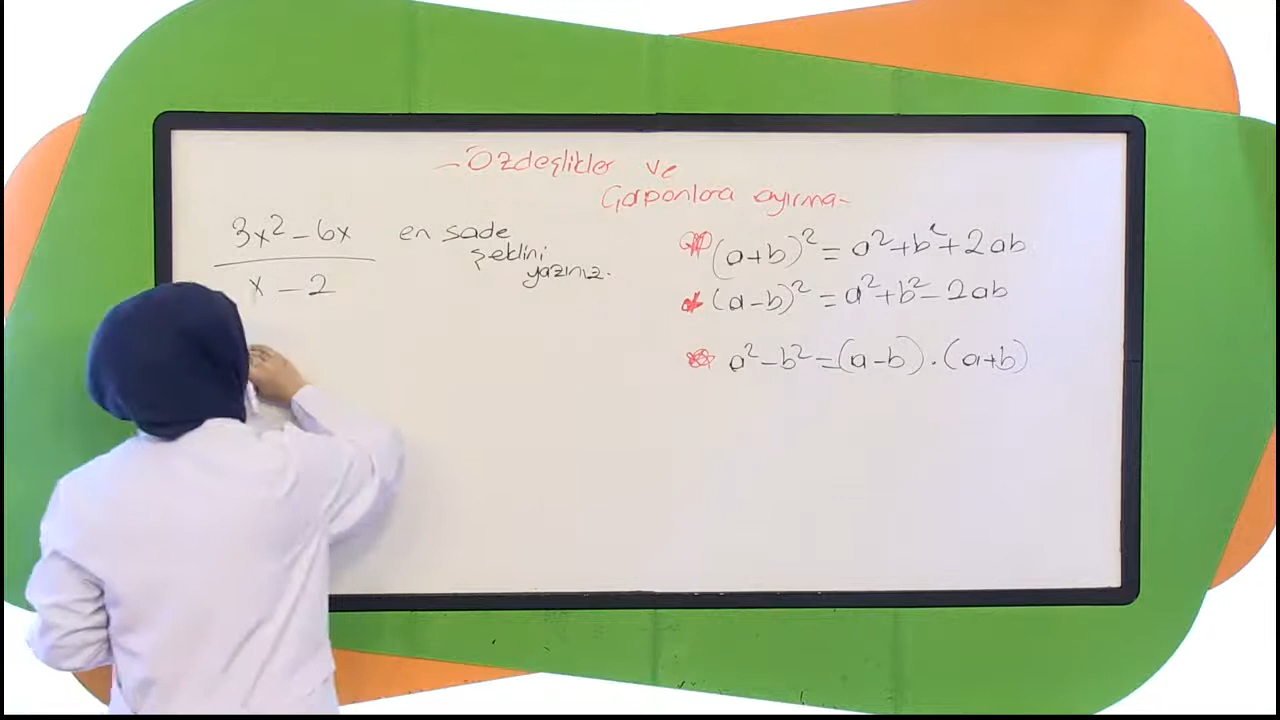 - Özdeşlikler ve
Çarpanlara ayırma -
3x² - 6x
x - 2
en sade
şeklini
yazınız.
(a+b)² = a² + b² + 2ab
(a-b)² = a² + b² - 2ab
a² - b² = (a-b) . (a+b)